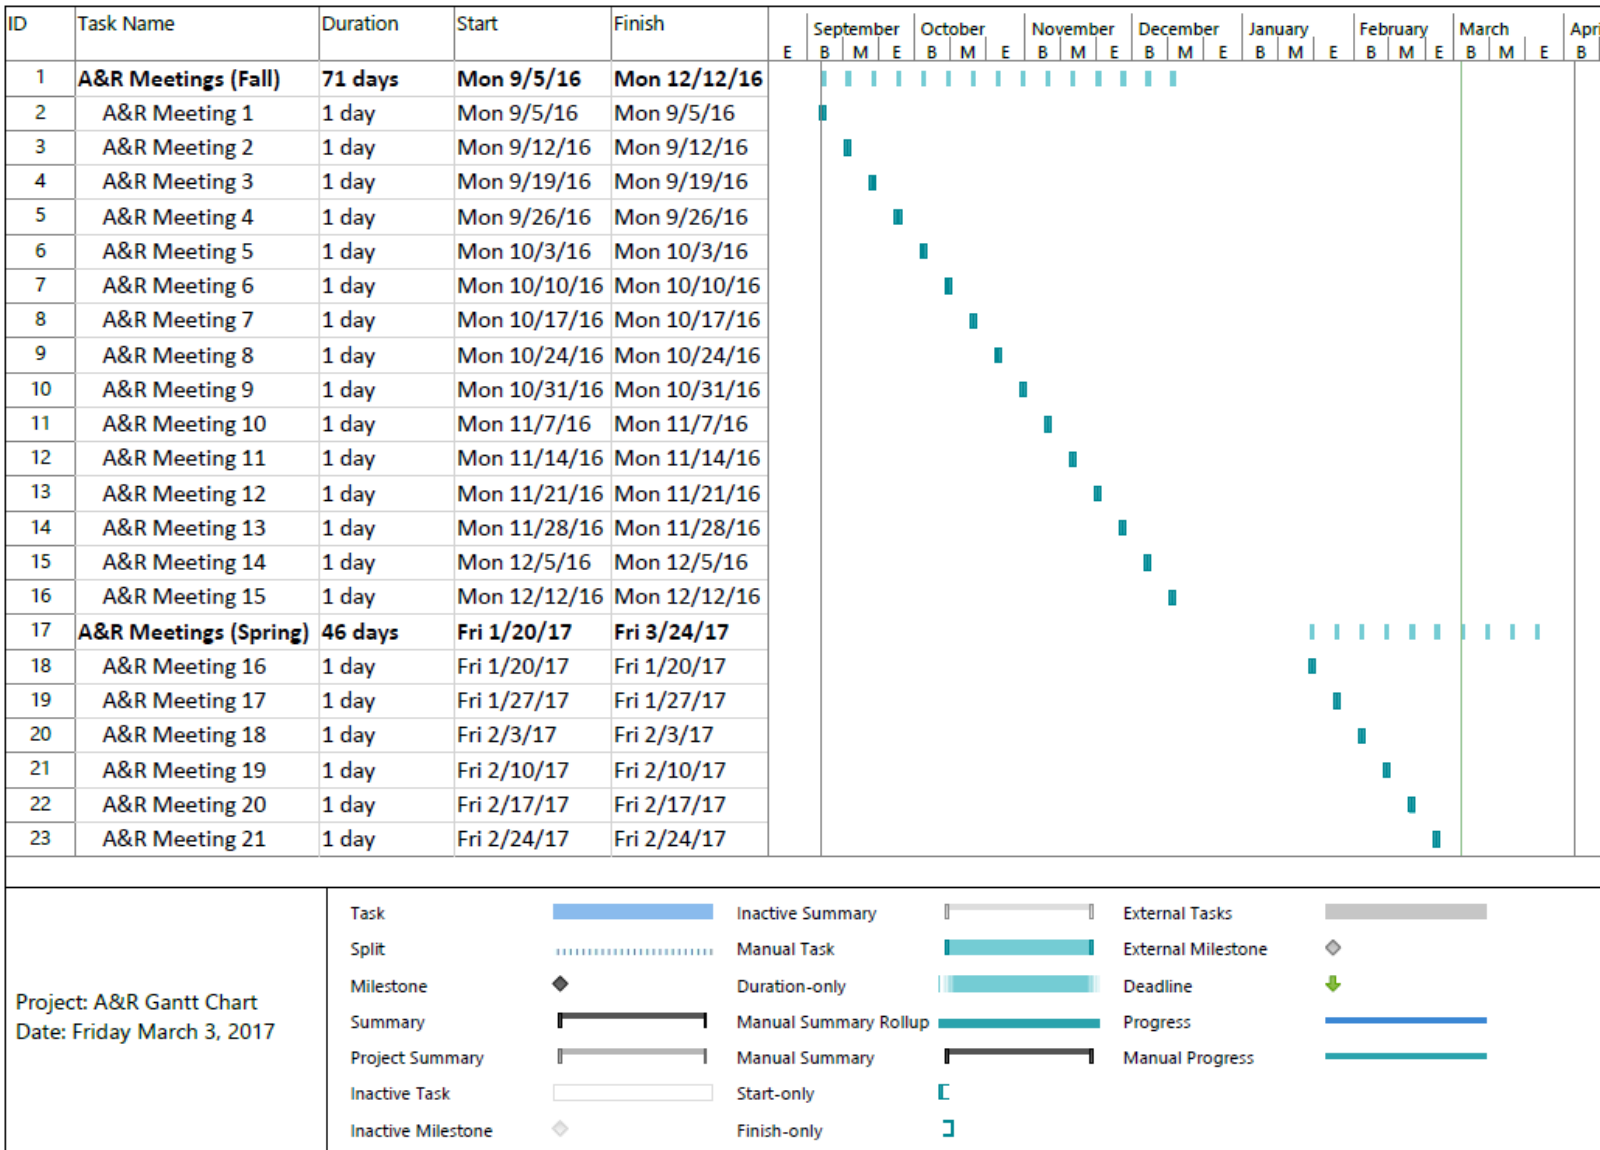 ID Task Name Duration Start Finish
September October November December January February March Apri
E B M E B M E B M E B M E B M E B M E B M E B
1 A&R Meetings (Fall) 71 days Mon 9/5/16 Mon 12/12/16
2 A&R Meeting 1 1 day Mon 9/5/16 Mon 9/5/16
3 A&R Meeting 2 1 day Mon 9/12/16 Mon 9/12/16
4 A&R Meeting 3 1 day Mon 9/19/16 Mon 9/19/16
5 A&R Meeting 4 1 day Mon 9/26/16 Mon 9/26/16
6 A&R Meeting 5 1 day Mon 10/3/16 Mon 10/3/16
7 A&R Meeting 6 1 day Mon 10/10/16 Mon 10/10/16
8 A&R Meeting 7 1 day Mon 10/17/16 Mon 10/17/16
9 A&R Meeting 8 1 day Mon 10/24/16 Mon 10/24/16
10 A&R Meeting 9 1 day Mon 10/31/16 Mon 10/31/16
11 A&R Meeting 10 1 day Mon 11/7/16 Mon 11/7/16
12 A&R Meeting 11 1 day Mon 11/14/16 Mon 11/14/16
13 A&R Meeting 12 1 day Mon 11/21/16 Mon 11/21/16
14 A&R Meeting 13 1 day Mon 11/28/16 Mon 11/28/16
15 A&R Meeting 14 1 day Mon 12/5/16 Mon 12/5/16
16 A&R Meeting 15 1 day Mon 12/12/16 Mon 12/12/16
17 A&R Meetings (Spring) 46 days Fri 1/20/17 Fri 3/24/17
18 A&R Meeting 16 1 day Fri 1/20/17 Fri 1/20/17
19 A&R Meeting 17 1 day Fri 1/27/17 Fri 1/27/17
20 A&R Meeting 18 1 day Fri 2/3/17 Fri 2/3/17
21 A&R Meeting 19 1 day Fri 2/10/17 Fri 2/10/17
22 A&R Meeting 20 1 day Fri 2/17/17 Fri 2/17/17
23 A&R Meeting 21 1 day Fri 2/24/17 Fri 2/24/17
Project: A&R Gantt Chart
Date: Friday March 3, 2017
Task Inactive Summary External Tasks
Split Manual Task External Milestone
Milestone Duration-only Deadline
Summary Manual Summary Rollup Progress
Project Summary Manual Summary Manual Progress
Inactive Task Start-only
Inactive Milestone Finish-only